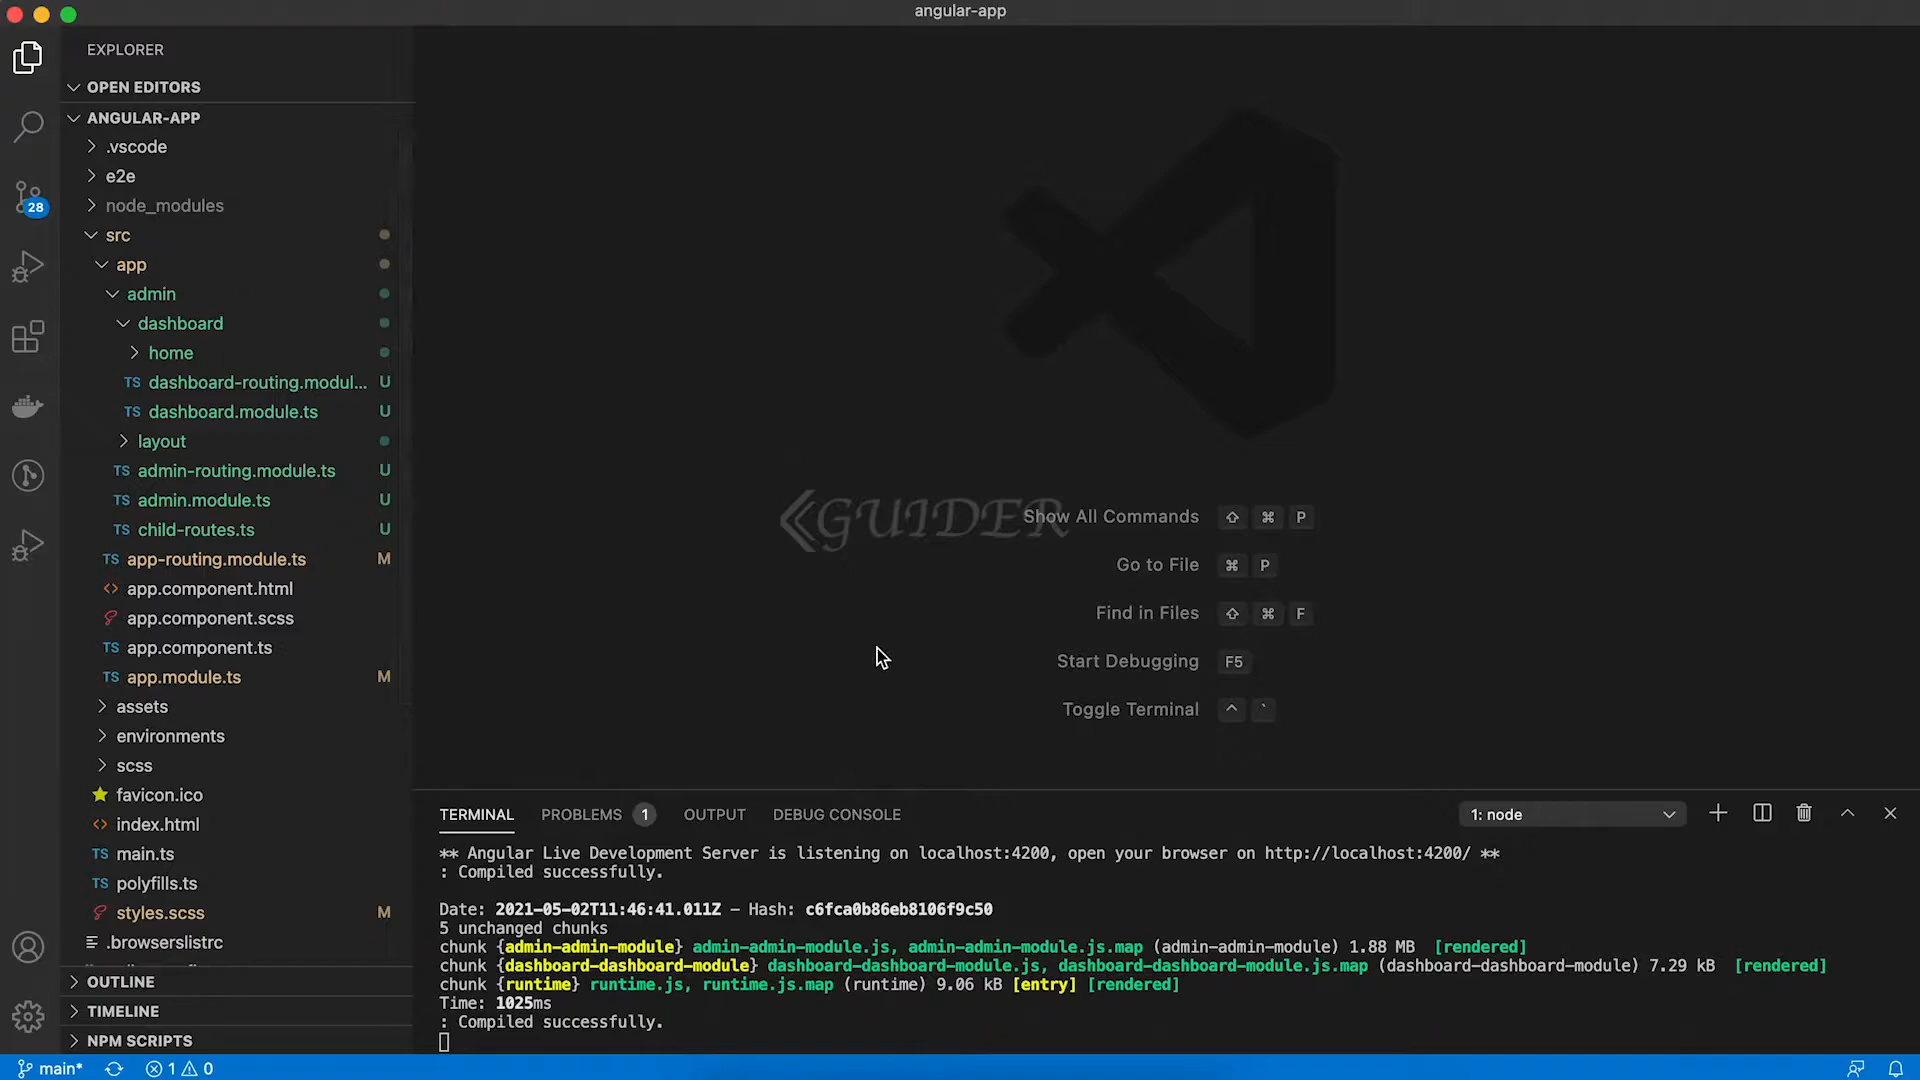 angular-app
EXPLORER
OPEN EDITORS
ANGULAR-APP
.vscode
e2e
node_modules
28
src
app
admin
dashboard
home
TS dashboard-routing.modul... U
TS dashboard.module.ts U
layout
TS admin-routing.module.ts U
TS admin.module.ts U
TS child-routes.ts U
TS app-routing.module.ts M
<> app.component.html
app.component.scss
TS app.component.ts
TS app.module.ts M
assets
environments
scss
favicon.ico
<> index.html
TS main.ts
TS polyfills.ts
styles.scss M
.browserslistrc
OUTLINE
TIMELINE
NPM SCRIPTS
GUIDER
Show All Commands ⇧ ⌘ P
Go to File ⌘ P
Find in Files ⇧ ⌘ F
Start Debugging F5
Toggle Terminal ^ `
TERMINAL PROBLEMS 1 OUTPUT DEBUG CONSOLE 1: node
** Angular Live Development Server is listening on localhost:4200, open your browser on http://localhost:4200/ **
: Compiled successfully.
Date: 2021-05-02T11:46:41.011Z – Hash: c6fca0b86eb8106f9c50
5 unchanged chunks
chunk {admin-admin-module} admin-admin-module.js, admin-admin-module.js.map (admin-admin-module) 1.88 MB [rendered]
chunk {dashboard-dashboard-module} dashboard-dashboard-module.js, dashboard-dashboard-module.js.map (dashboard-dashboard-module) 7.29 kB [rendered]
chunk {runtime} runtime.js, runtime.js.map (runtime) 9.06 kB [entry] [rendered]
Time: 1025ms
: Compiled successfully.
main* 1 0